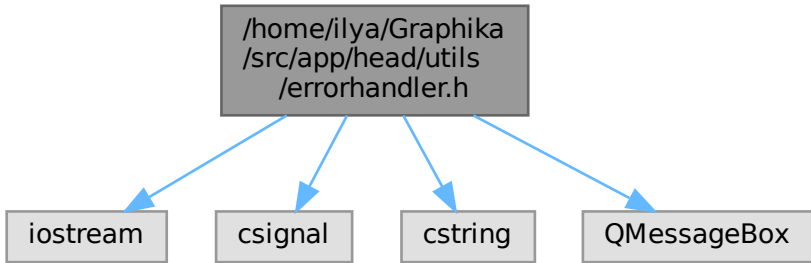 /home/ilya/Graphika
/src/app/head/utils
/errorhandler.h
iostream
csignal
cstring
QMessageBox